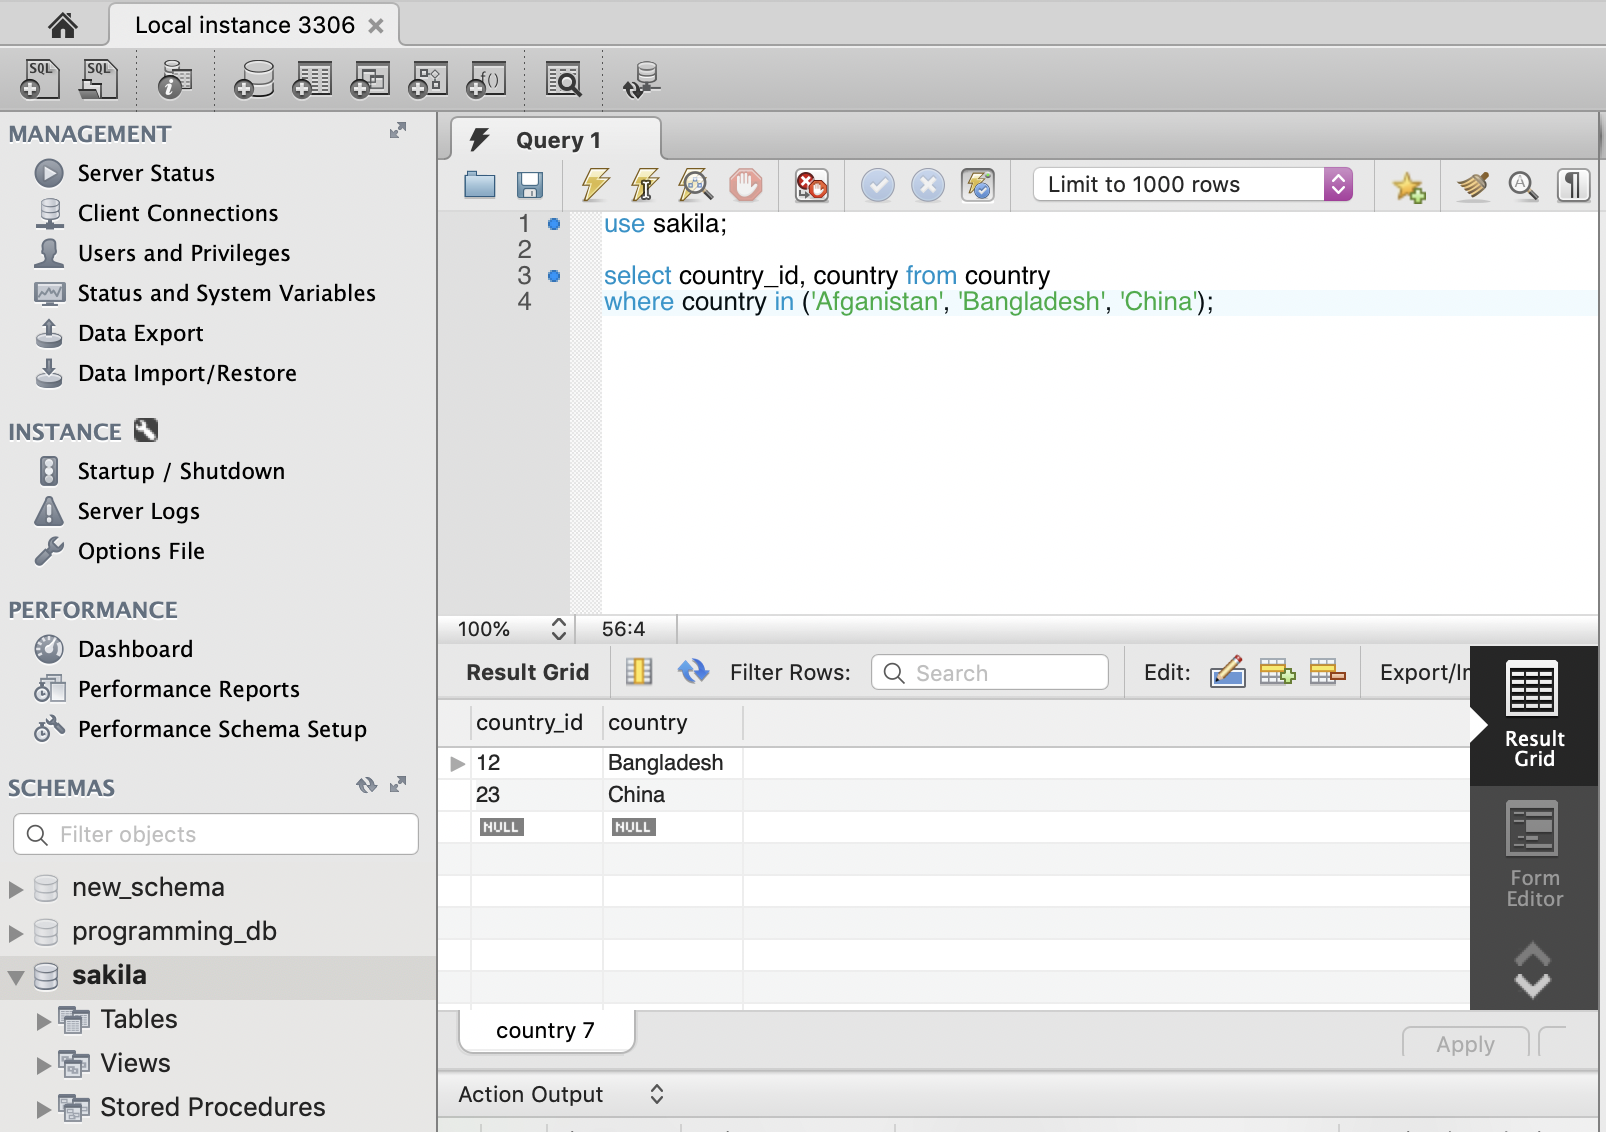 Local instance 3306
SQL
SQL
f()
MANAGEMENT
Server Status
Client Connections
Users and Privileges
Status and System Variables
Data Export
Data Import/Restore
INSTANCE
Startup / Shutdown
Server Logs
Options File
PERFORMANCE
Dashboard
Performance Reports
Performance Schema Setup
SCHEMAS
Filter objects
new_schema
programming_db
sakila
Tables
Views
Stored Procedures
Query 1
Limit to 1000 rows
1 use sakila;
2
3 select country_id, country from country
4 where country in ('Afganistan', 'Bangladesh', 'China');
100% 56:4
Result Grid Filter Rows: Search Edit: Export/Ir
country_id country
12 Bangladesh
23 China
NULL NULL
Result
Grid
Form
Editor
country 7
Apply
Action Output